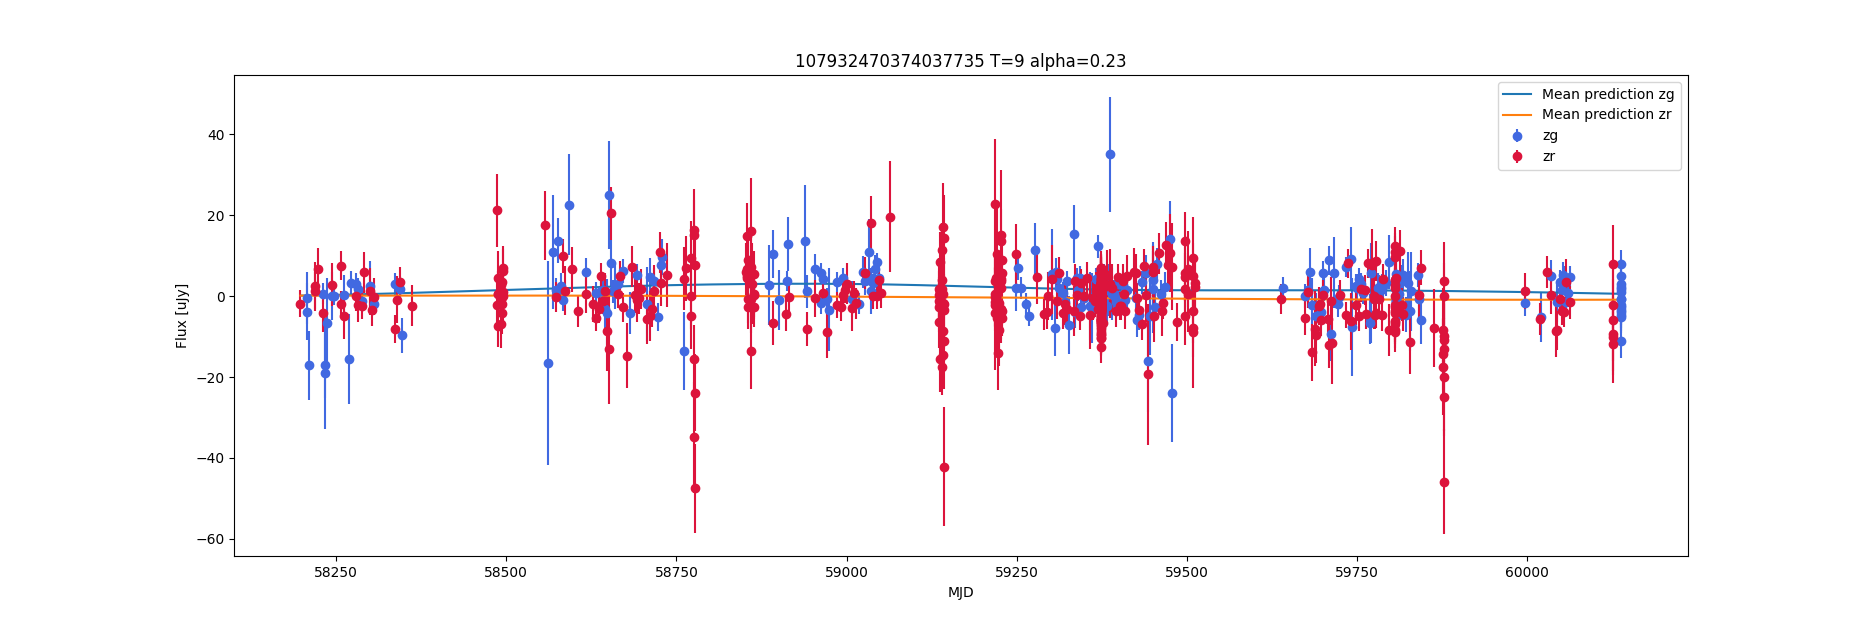 107932470374037735 T=9 alpha=0.23
Mean prediction zg
Mean prediction zr
zg
zr
Flux [uJy]
40
20
0
−20
−40
−60
58250
58500
58750
59000
59250
59500
59750
60000
MJD